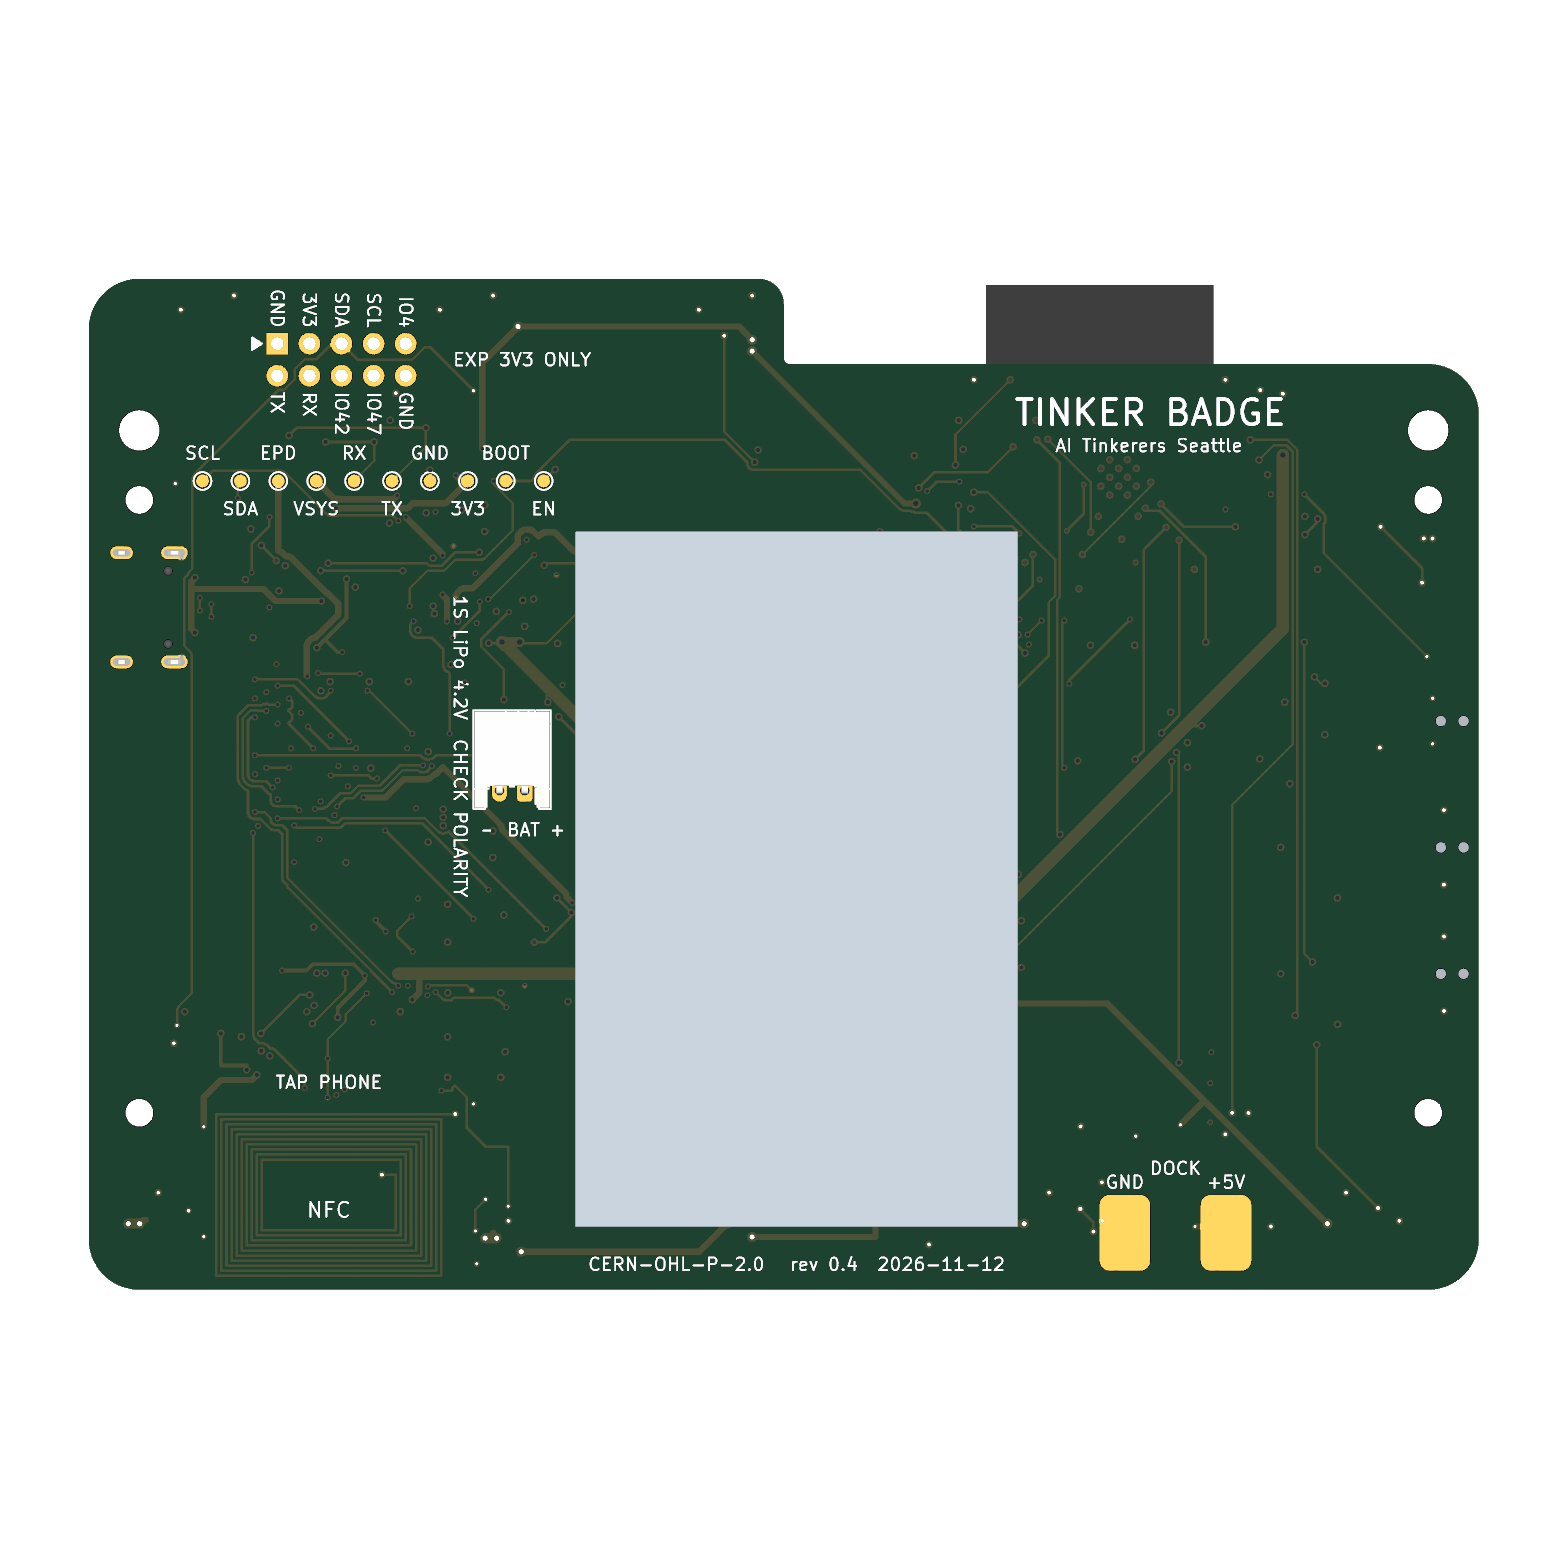 GND 3V3 SDA SCL IO4
EXP 3V3 ONLY
TX RX IO42 IO47 GND
TINKER BADGE
AI Tinkerers Seattle
SCL EPD RX GND BOOT
SDA VSYS TX 3V3 EN
1S LiPo 4.2V CHECK POLARITY
- BAT +
TAP PHONE
NFC
DOCK
GND +5V
CERN-OHL-P-2.0 rev 0.4 2026-11-12